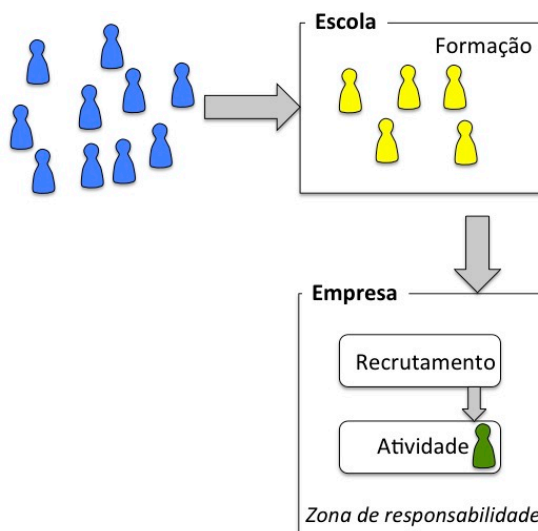 Escola
Formação
Empresa
Recrutamento
Atividade
Zona de responsabilidade